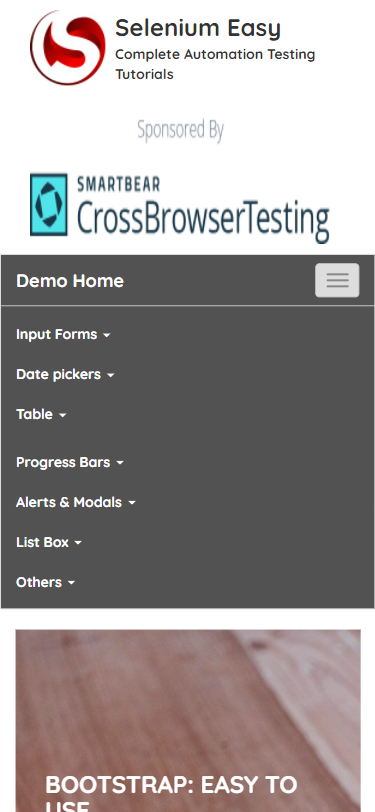 Selenium Easy
Complete Automation Testing
Tutorials
Sponsored By
SMARTBEAR
CrossBrowserTesting
Demo Home
Input Forms
Date pickers
Table
Progress Bars
Alerts & Modals
List Box
Others
BOOTSTRAP: EASY TO
USE